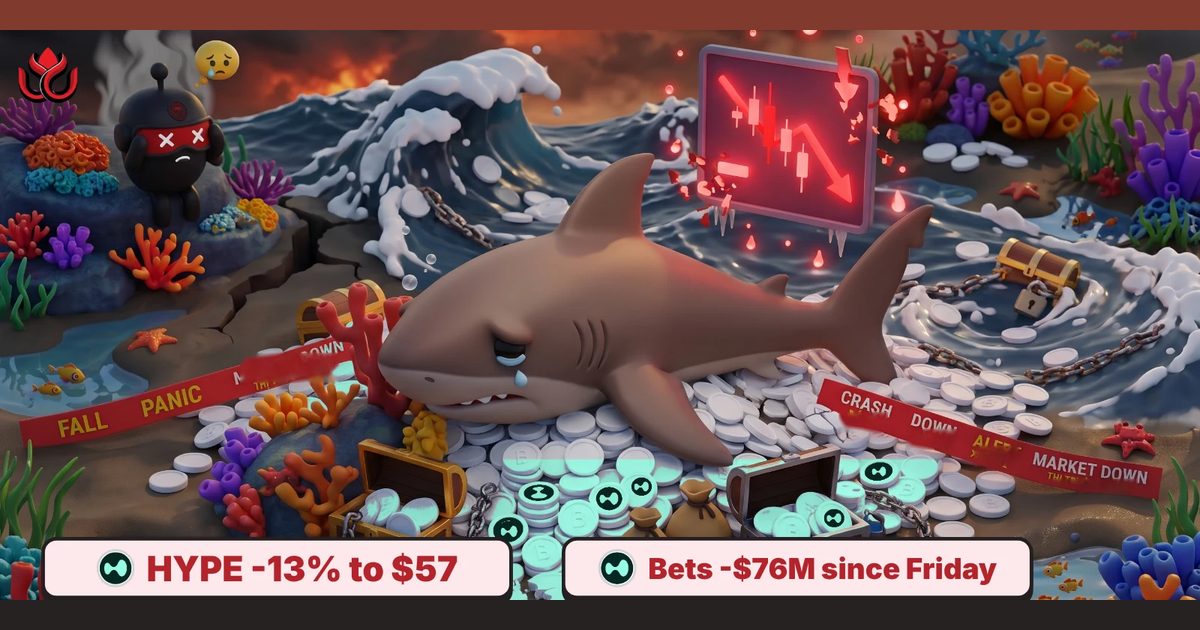 FALL PANIC
CRASH DOWN
MARKET DOWN
HYPE -13% to $57
Bets -$76M since Friday